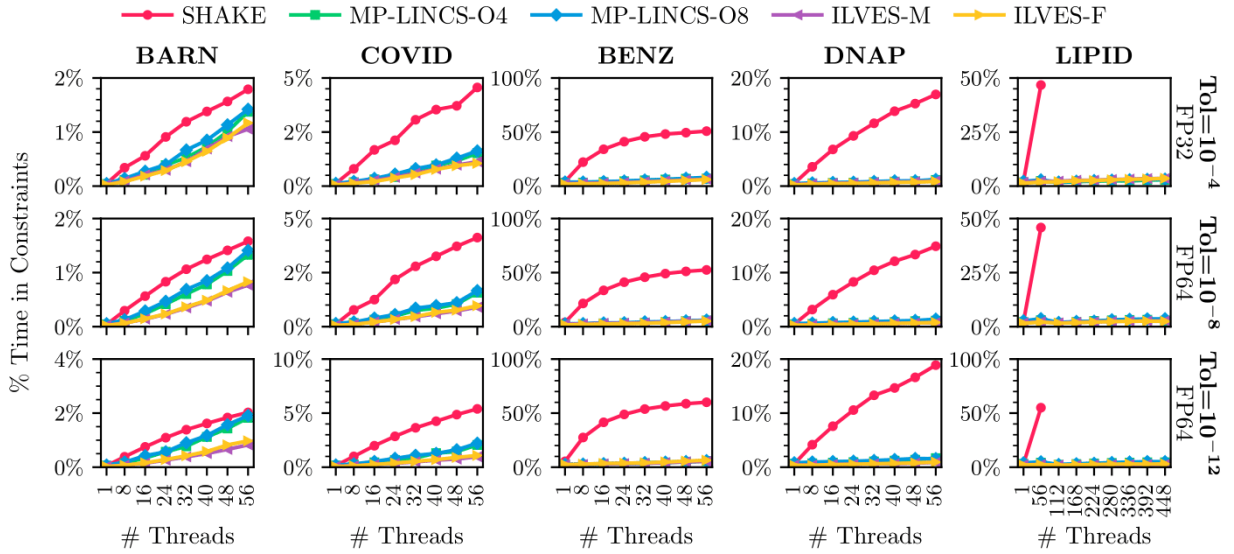 SHAKE MP-LINCS-O4 MP-LINCS-O8 ILVES-M ILVES-F
BARN COVID BENZ DNAP LIPID
% Time in Constraints
2% 5% 100% 20% 50%
1% 2% 50% 10% 25%
0% 0% 0% 0% 0%
Tol=10⁻⁴
FP32
2% 5% 100% 20% 50%
1% 2% 50% 10% 25%
0% 0% 0% 0% 0%
Tol=10⁻⁸
FP64
4% 10% 100% 20% 100%
2% 5% 50% 10% 50%
0% 0% 0% 0% 0%
Tol=10⁻¹²
FP64
1 8 16 24 32 40 48 56 1 8 16 24 32 40 48 56 1 8 16 24 32 40 48 56 1 8 16 24 32 40 48 56 1 56 112 168 224 280 336 392 448
# Threads # Threads # Threads # Threads # Threads